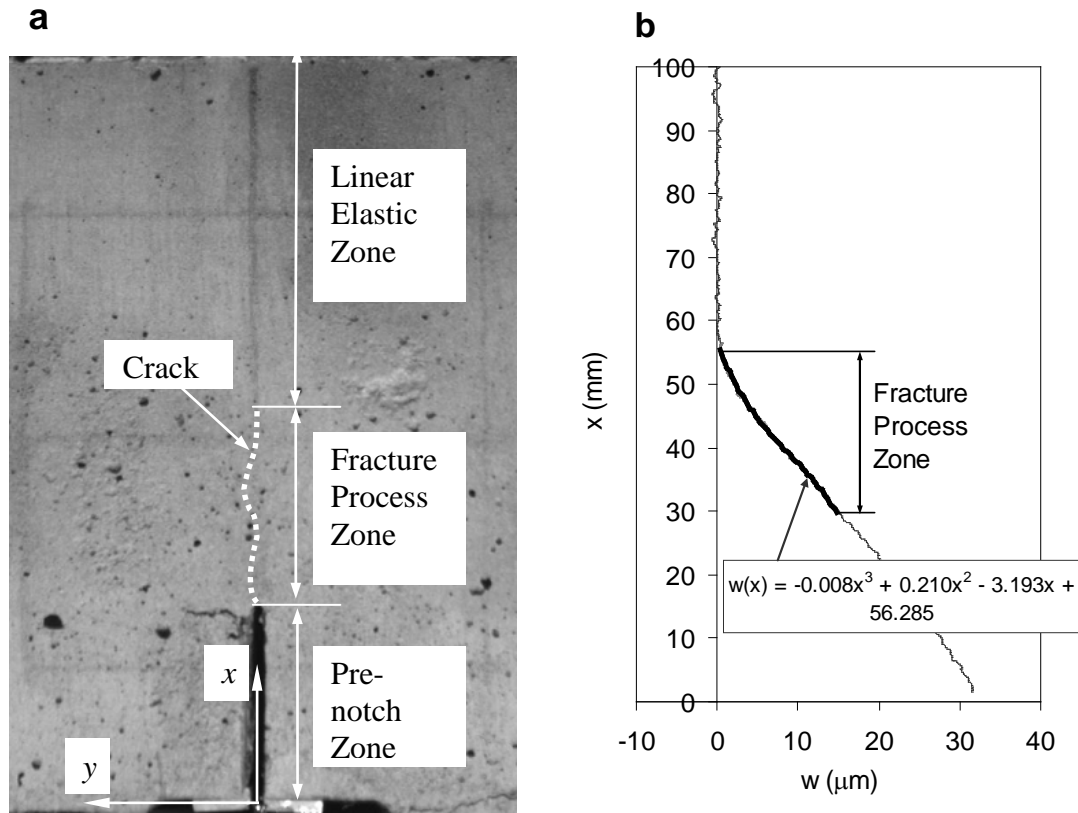 a
Linear
Elastic
Zone
Crack
Fracture
Process
Zone
x
Pre-
notch
Zone
y
b
100
90
80
70
60
50
40
30
20
10
0
x (mm)
Fracture
Process
Zone
w(x) = -0.008x³ + 0.210x² - 3.193x +
56.285
-10 0 10 20 30 40
w (μm)